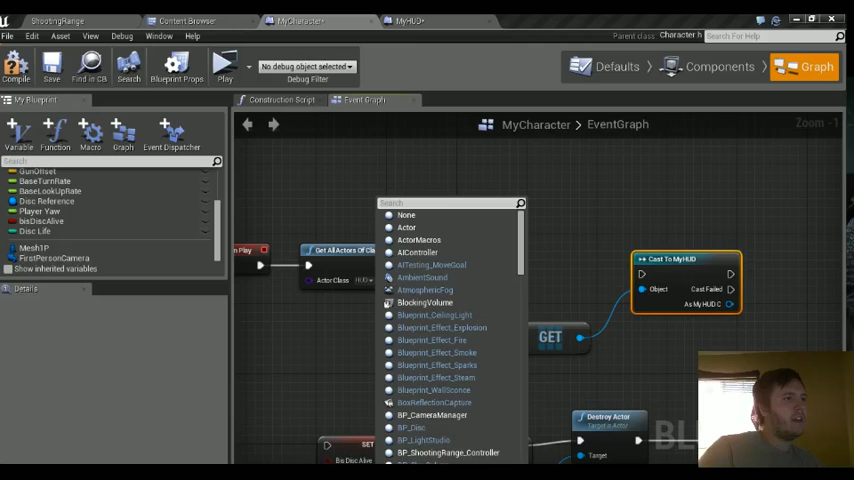 ShootingRange
Content Browser
MyCharacter*
MyHUD*
File Edit Asset View Debug Window Help
Parent class: Character h
Search For Help
Compile
Save
Find in CB
Search
Blueprint Props
Play
No debug object selected
Debug Filter
Defaults
Components
Graph
My Blueprint
Construction Script
Event Graph
Variable
Function
Macro
Graph
Event Dispatcher
MyCharacter > EventGraph
Zoom -1
Search
GunOffset
BaseTurnRate
BaseLookUpRate
Disc Reference
Player Yaw
bisDiscAlive
Disc Life
Mesh1P
FirstPersonCamera
Show inherited variables
Details
n Play
Get All Actors Of Cla
Actor Class
HUD
Search
None
Actor
ActorMacros
AIController
AITesting_MoveGoal
AmbientSound
AtmosphericFog
BlockingVolume
Blueprint_CeilingLight
Blueprint_Effect_Explosion
Blueprint_Effect_Fire
Blueprint_Effect_Smoke
Blueprint_Effect_Sparks
Blueprint_Effect_Steam
Blueprint_WallSconce
BoxReflectionCapture
BP_CameraManager
BP_Disc
BP_LightStudio
BP_ShootingRange_Controller
GET
Cast To MyHUD
Object
Cast Failed
As My HUD C
SET
Bis Disc Alive
Destroy Actor
Target is Actor
Target
BL